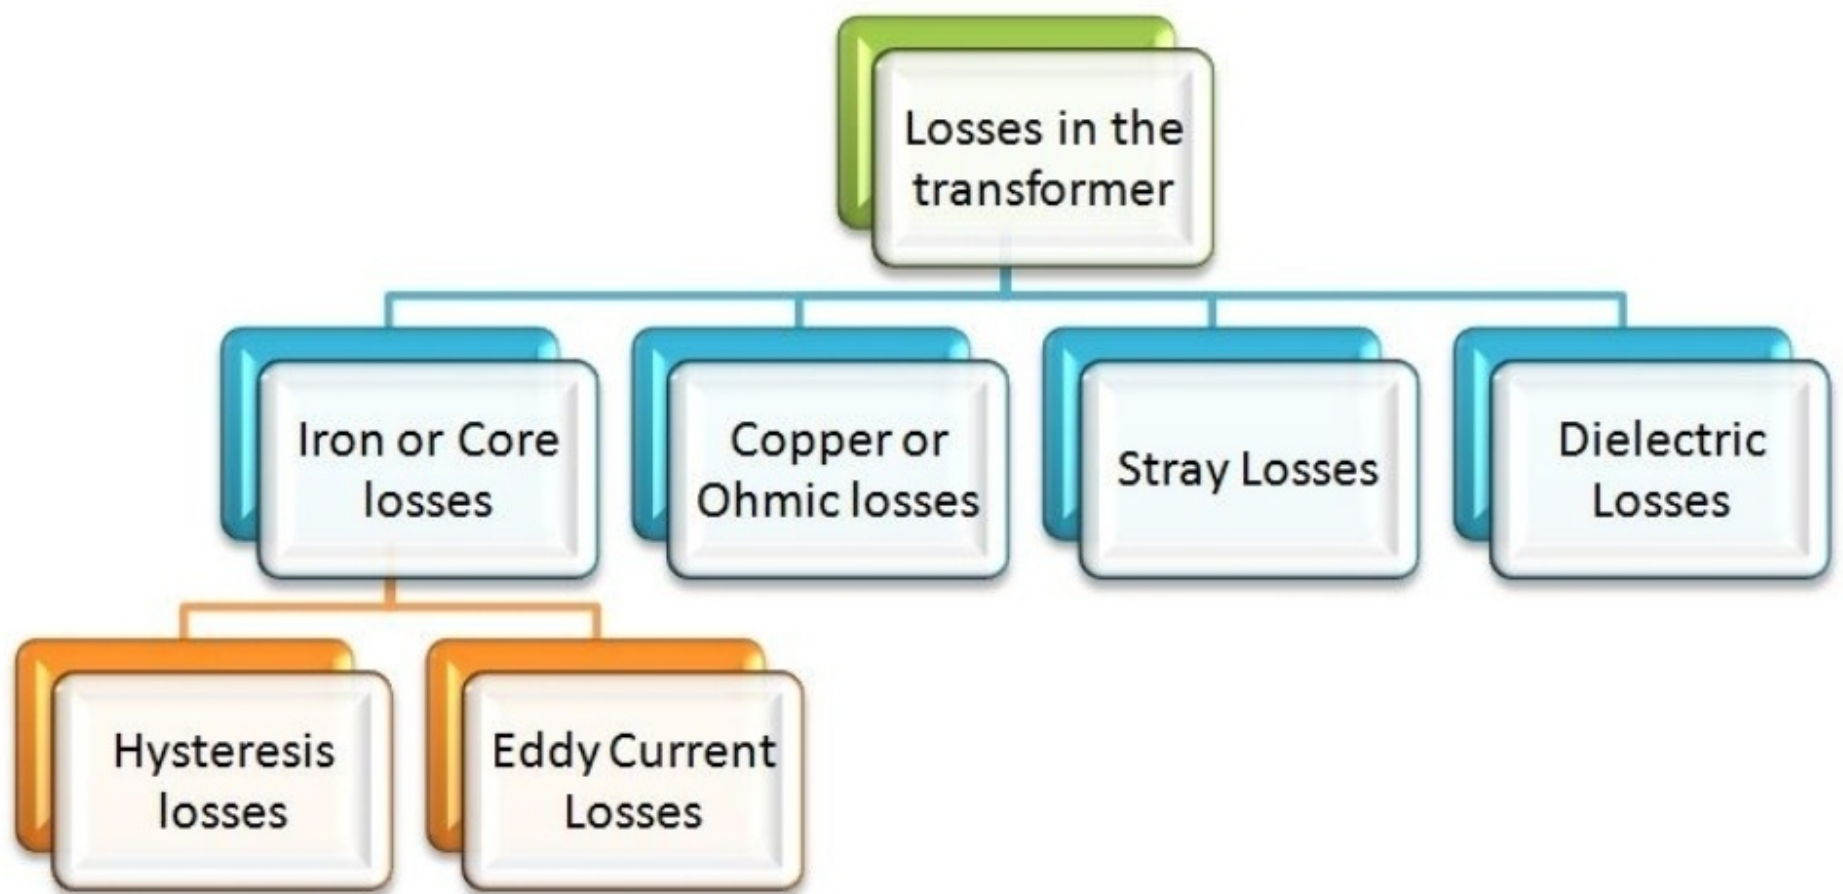 Losses in the
transformer
Iron or Core
losses
Copper or
Ohmic losses
Stray Losses
Dielectric
Losses
Hysteresis
losses
Eddy Current
Losses